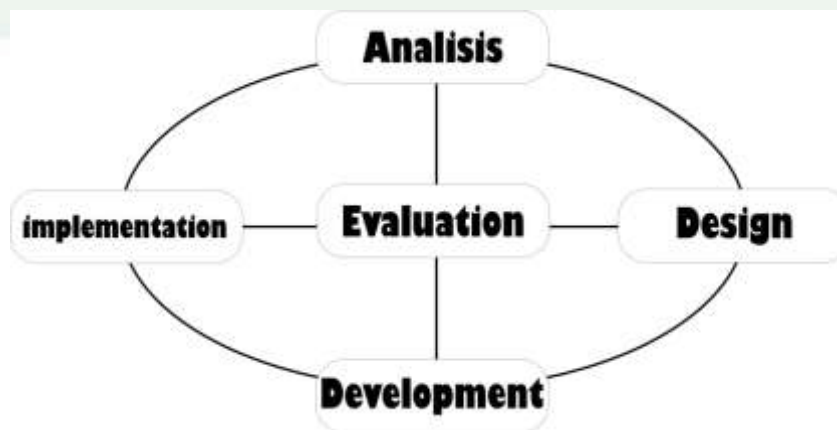 Analisis
implementation
Evaluation
Design
Development